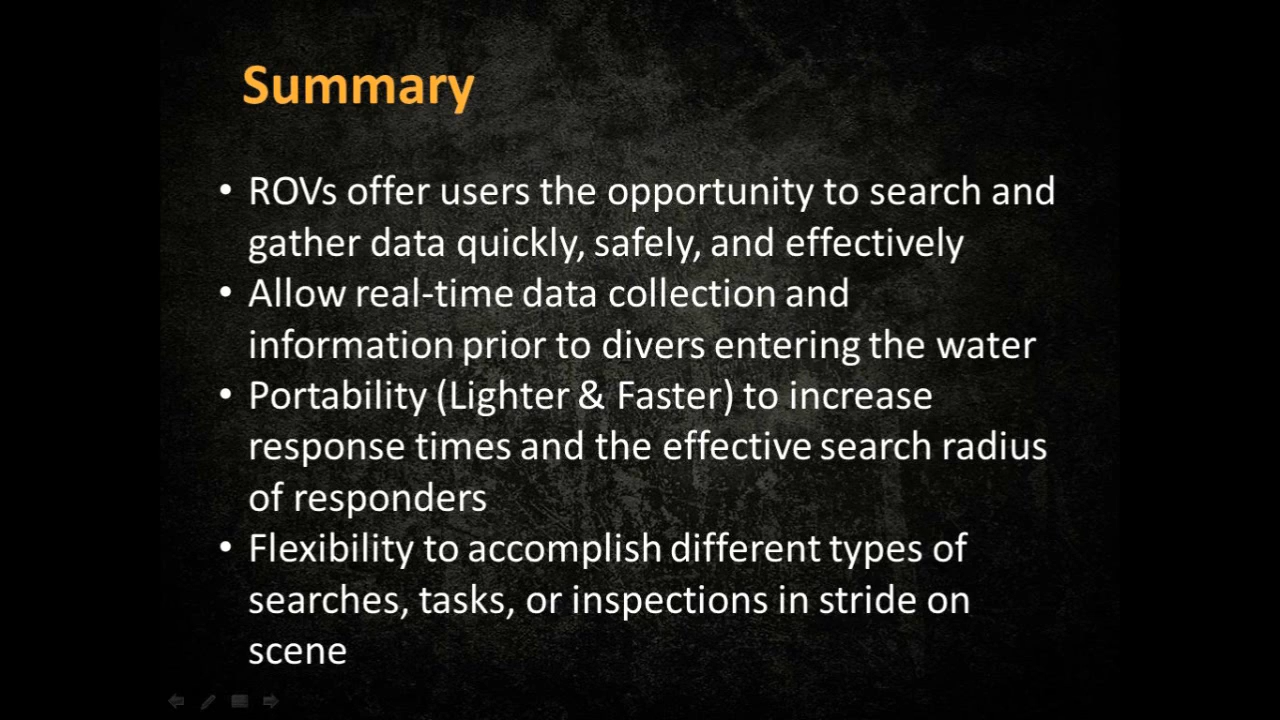 Summary
• ROVs offer users the opportunity to search and
gather data quickly, safely, and effectively
• Allow real-time data collection and
information prior to divers entering the water
• Portability (Lighter & Faster) to increase
response times and the effective search radius
of responders
• Flexibility to accomplish different types of
searches, tasks, or inspections in stride on
scene